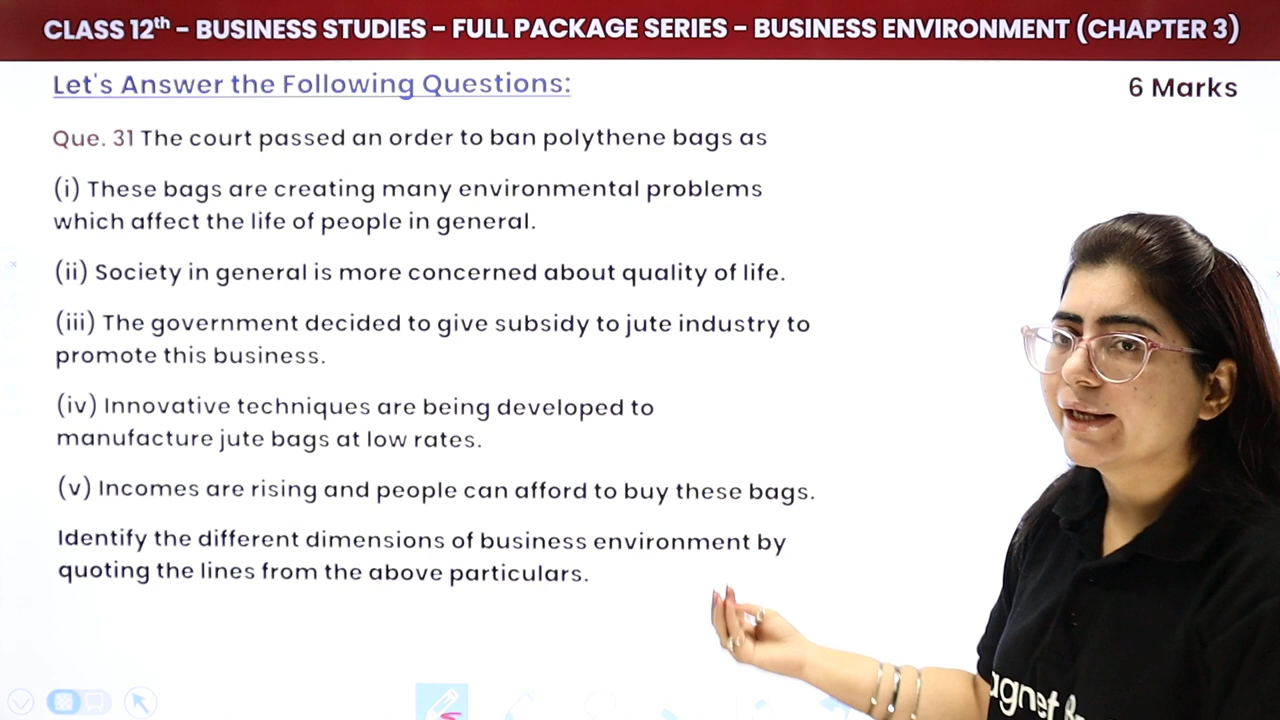 CLASS 12th – BUSINESS STUDIES – FULL PACKAGE SERIES – BUSINESS ENVIRONMENT (CHAPTER 3)
Let's Answer the Following Questions:
6 Marks
Que. 31 The court passed an order to ban polythene bags as
(i) These bags are creating many environmental problems
which affect the life of people in general.
(ii) Society in general is more concerned about quality of life.
(iii) The government decided to give subsidy to jute industry to
promote this business.
(iv) Innovative techniques are being developed to
manufacture jute bags at low rates.
(v) Incomes are rising and people can afford to buy these bags.
Identify the different dimensions of business environment by
quoting the lines from the above particulars.
agnet